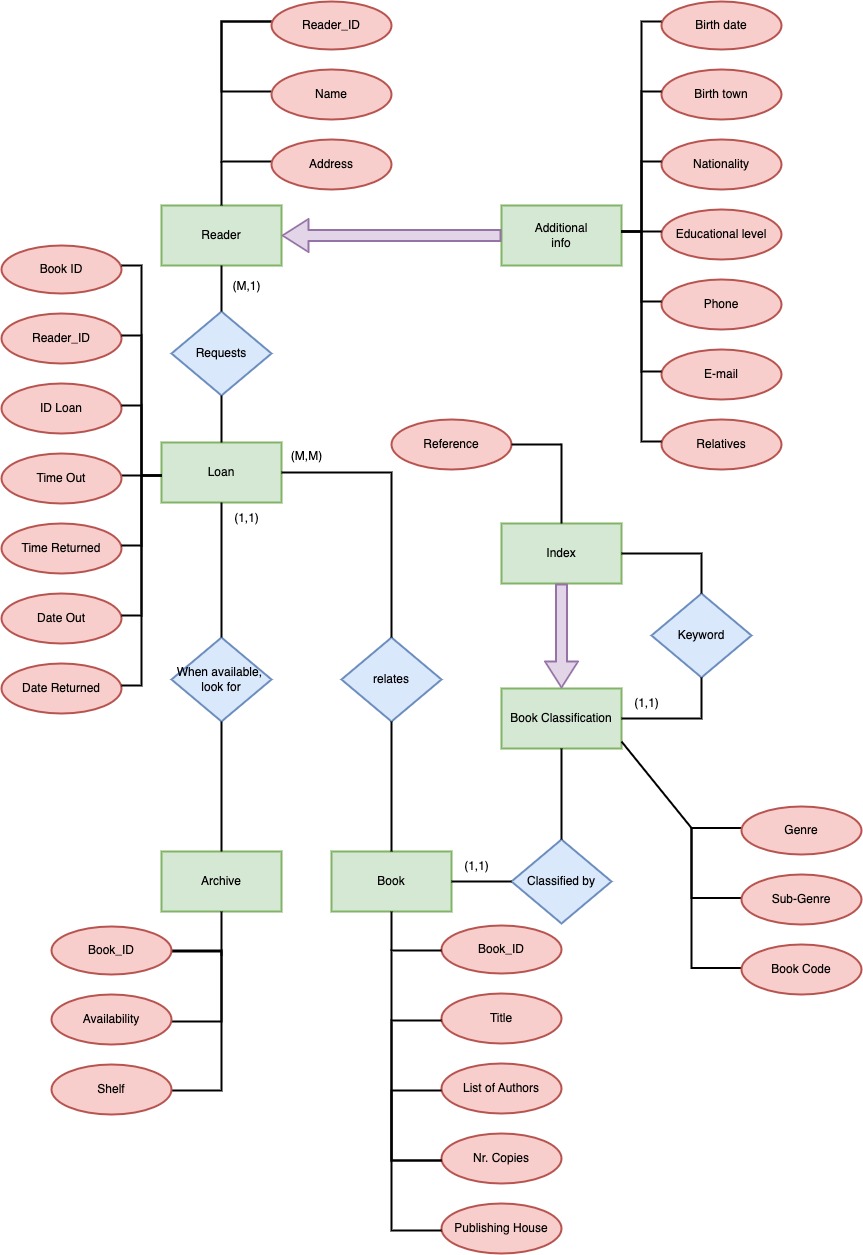 Reader_ID
Birth date
Name
Birth town
Address
Nationality
Reader
Additional
info
Educational level
Book ID
(M,1)
Phone
Reader_ID
Requests
E-mail
ID Loan
Reference
Relatives
(M,M)
Loan
Time Out
(1,1)
Time Returned
Index
Date Out
Keyword
When available,
look for
relates
Date Returned
(1,1)
Book Classification
Genre
(1,1)
Archive
Book
Classified by
Sub-Genre
Book_ID
Book_ID
Book Code
Availability
Title
Shelf
List of Authors
Nr. Copies
Publishing House